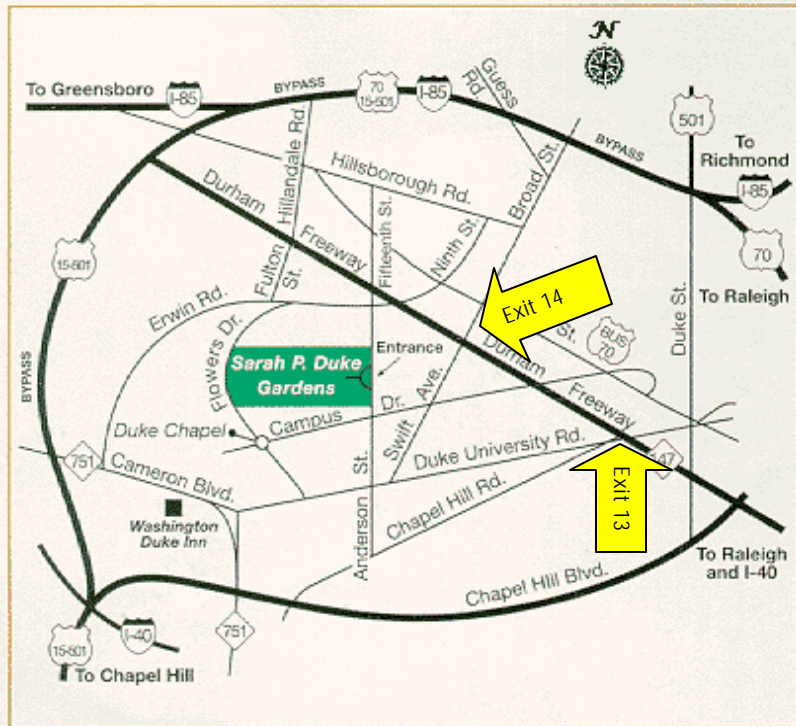 N
To Greensboro
I-85
BYPASS
70
15-501
I-85
Guess
Rd.
BYPASS
501
To
Richmond
I-85
70
To Raleigh
Hillandale Rd.
Hillsborough Rd.
Broad St.
Durham
Freeway
Fifteenth St.
Ninth St.
Fulton
St.
15-501
BYPASS
Erwin Rd.
Flowers Dr.
Exit 14
St.
BUS
70
Duke St.
Sarah P. Duke
Gardens
Entrance
Durham
Freeway
Campus
Dr.
Swift
Ave.
Duke Chapel
Duke University Rd.
751
Cameron Blvd.
Anderson
St.
Chapel Hill Rd.
Exit 13
47
Washington
Duke Inn
To Raleigh
and I-40
Chapel Hill Blvd.
751
I-40
15-501
To Chapel Hill